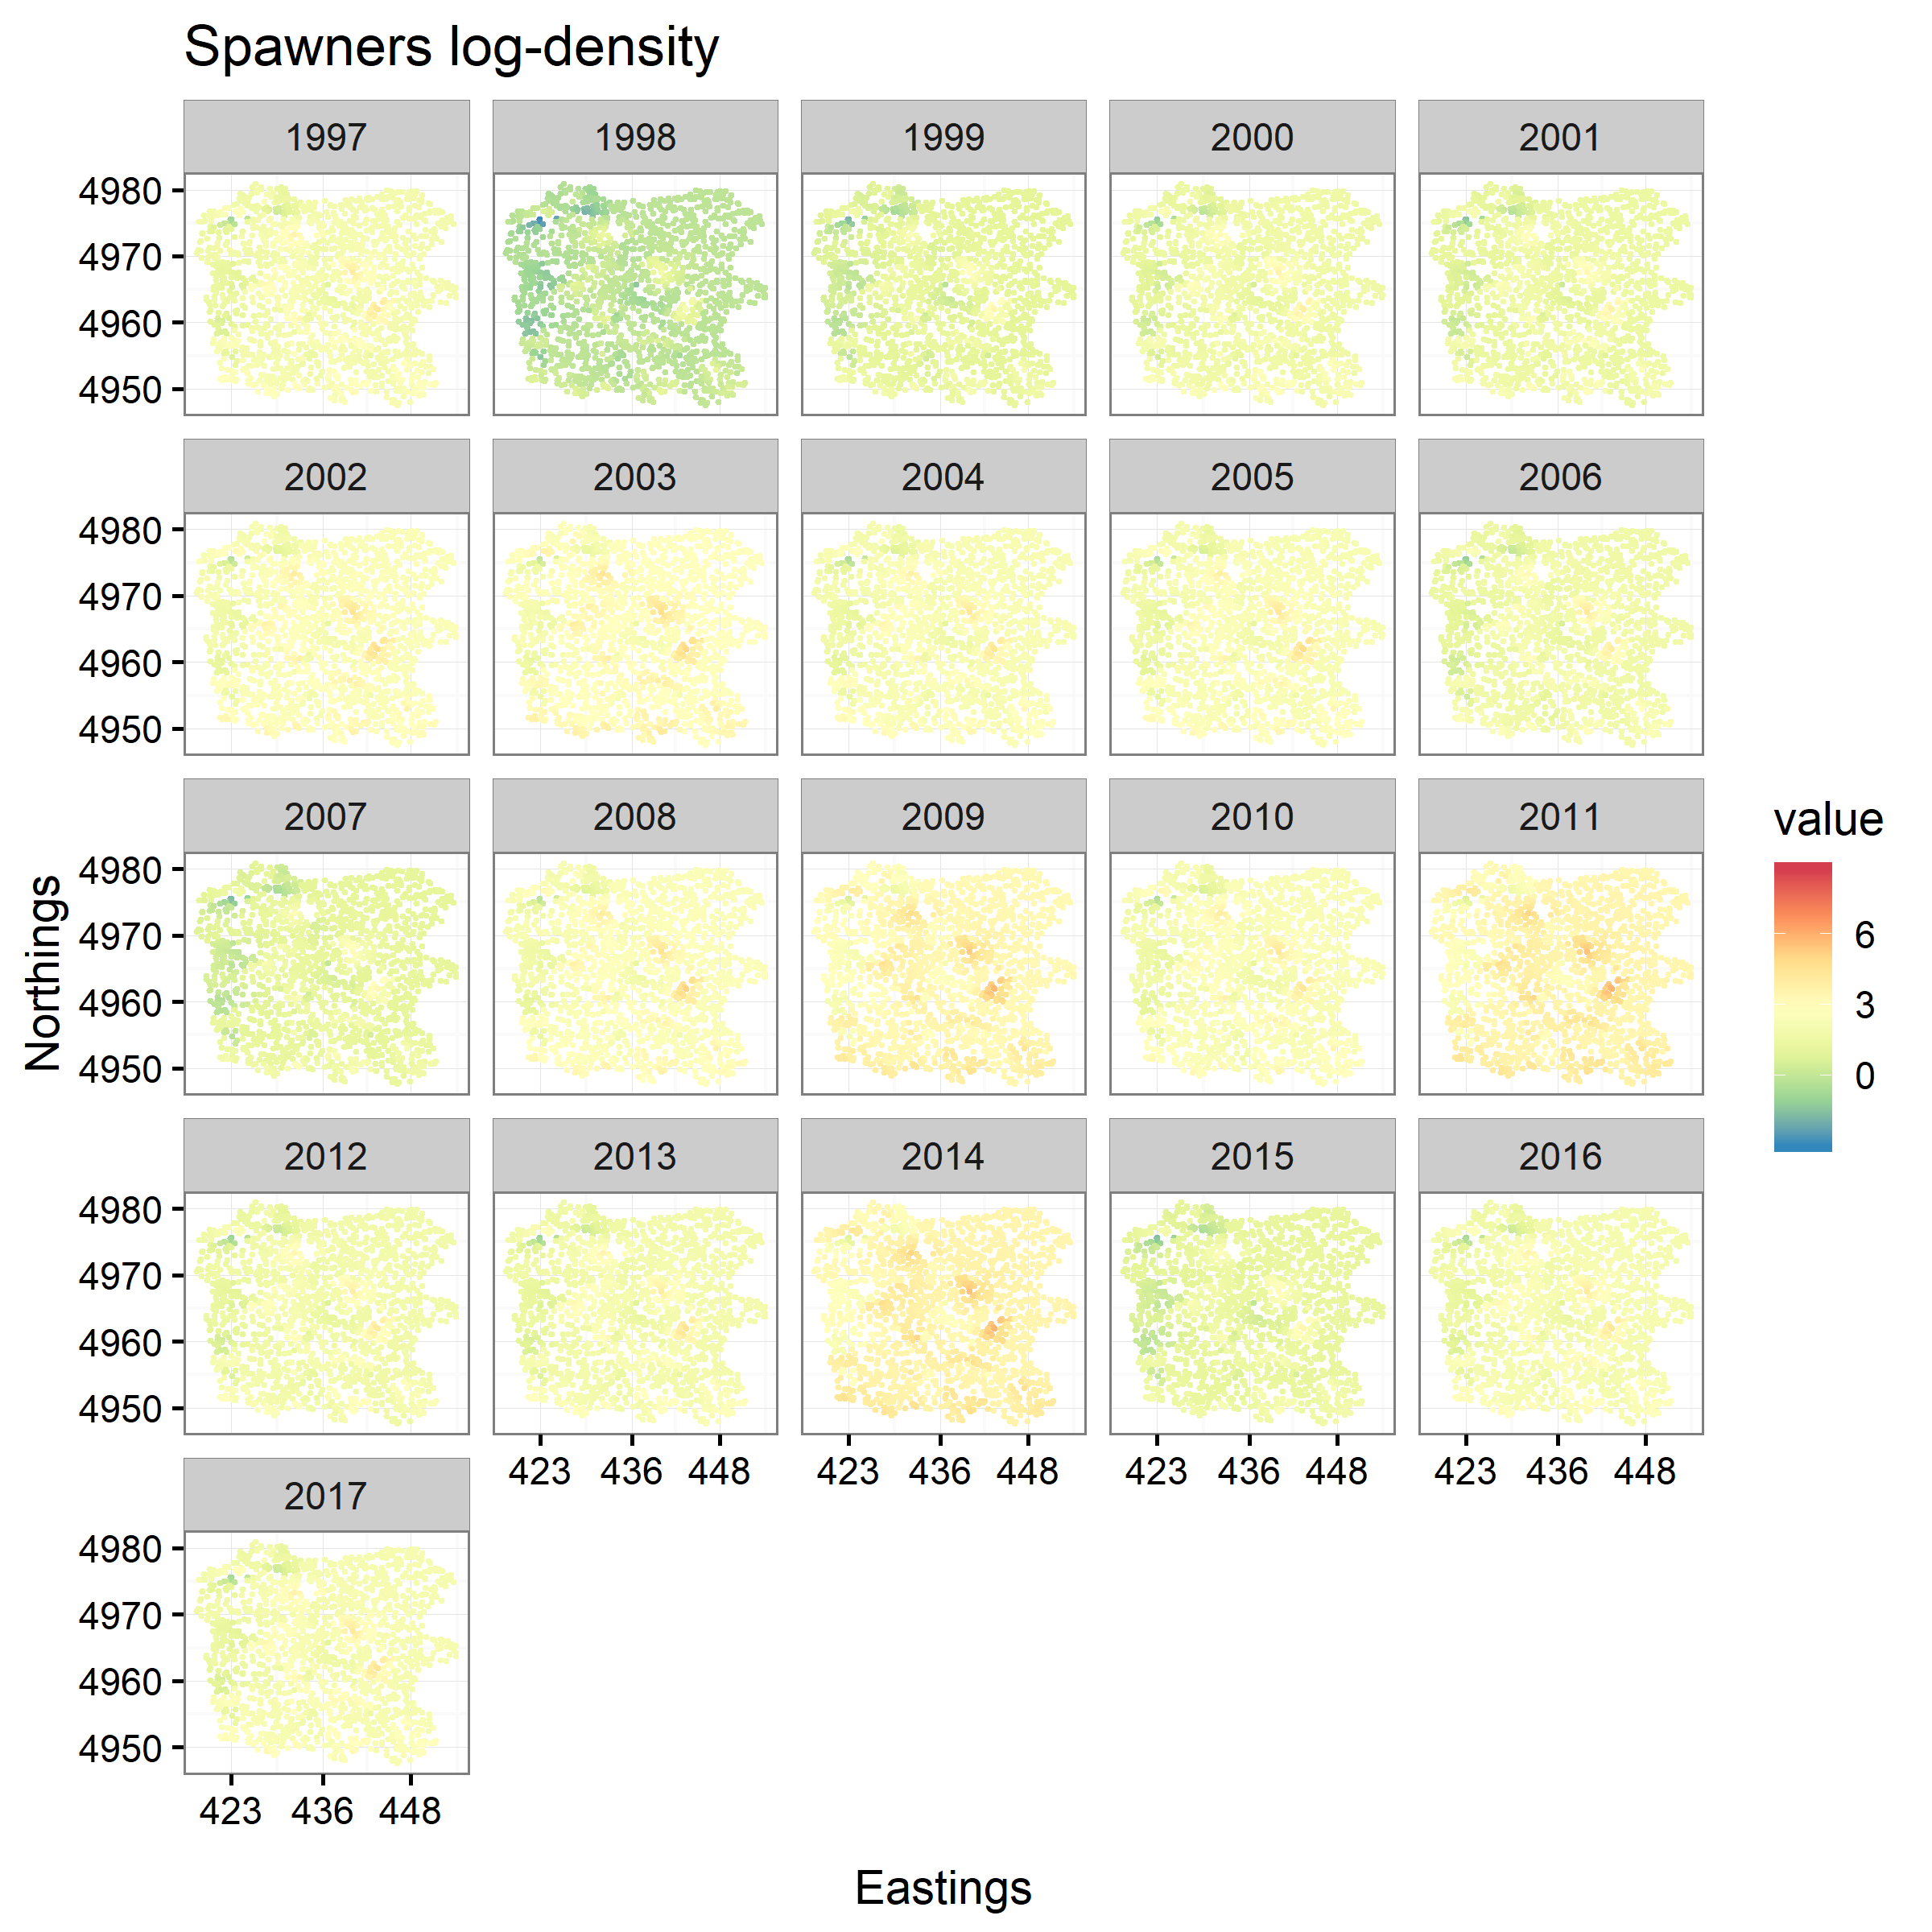 Spawners log-density
1997 1998 1999 2000 2001
4980
4970
4960
4950
2002 2003 2004 2005 2006
4980
4970
4960
4950
2007 2008 2009 2010 2011
4980
4970
4960
4950
2012 2013 2014 2015 2016
4980
4970
4960
4950
423 436 448 423 436 448 423 436 448 423 436 448
2017
4980
4970
4960
4950
423 436 448
Northings
Eastings
value
6
3
0